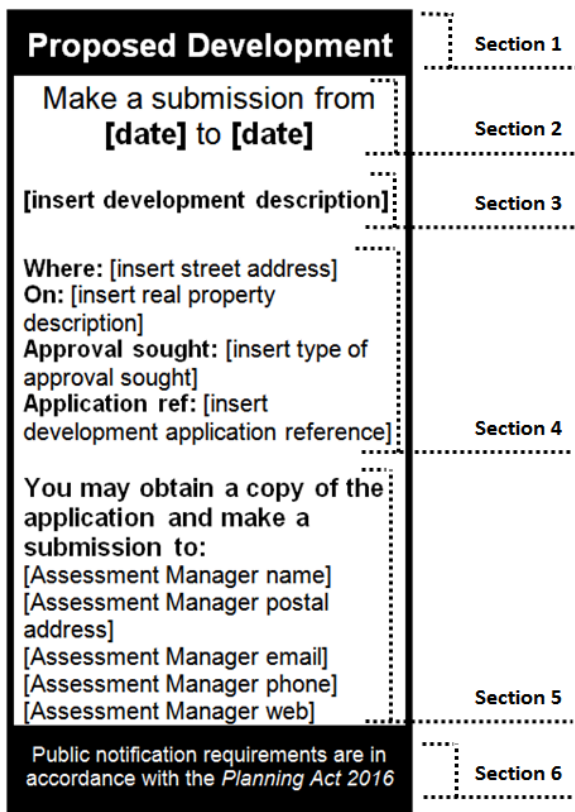 Proposed Development
Section 1
Make a submission from
[date] to [date]
Section 2
[insert development description]
Section 3
Where: [insert street address]
On: [insert real property
description]
Approval sought: [insert type of
approval sought]
Application ref: [insert
development application reference]
Section 4
You may obtain a copy of the
application and make a
submission to:
[Assessment Manager name]
[Assessment Manager postal
address]
[Assessment Manager email]
[Assessment Manager phone]
[Assessment Manager web]
Section 5
Public notification requirements are in
accordance with the Planning Act 2016
Section 6